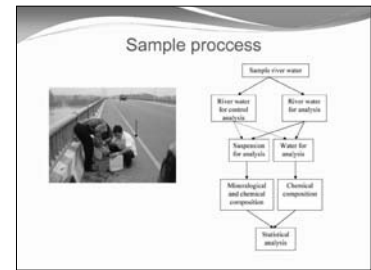 Sample proccess
Sample river water
River water
for control
analysis
River water
for analysis
Suspension
for analysis
Water for
analysis
Mineralogical
and chemical
composition
Chemical
composition
Statistical
analysis